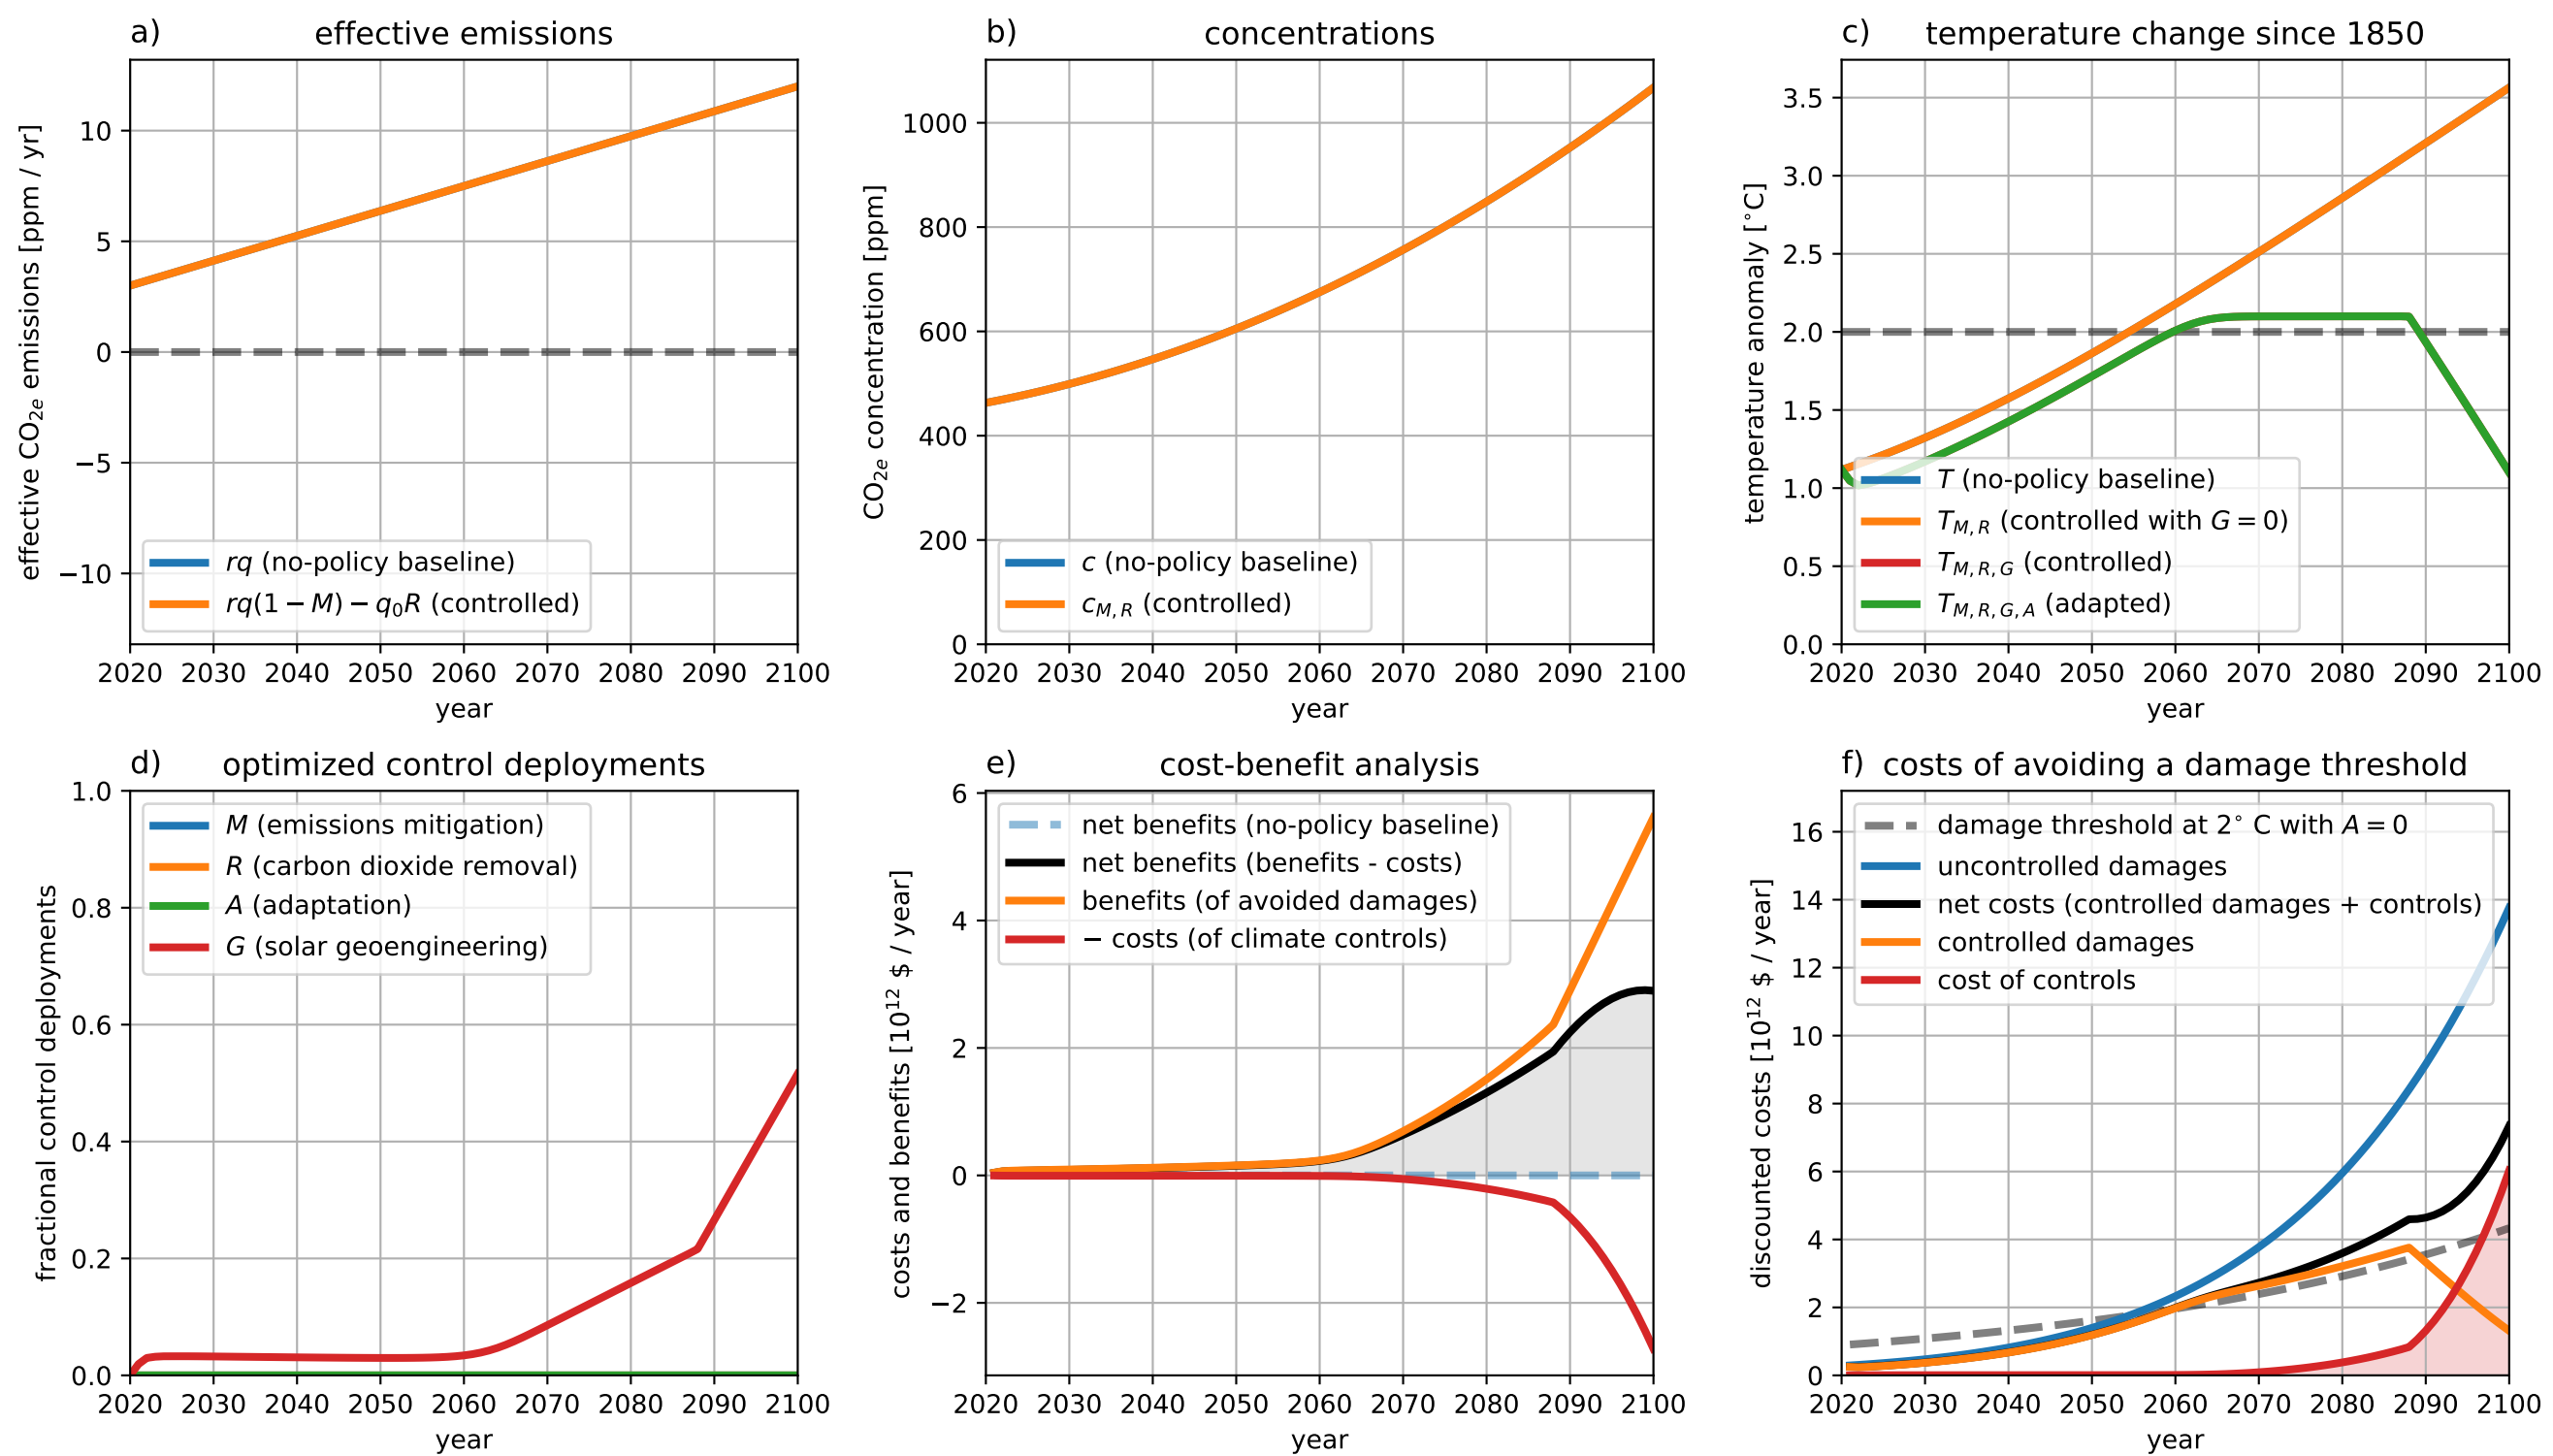 a) effective emissions
effective CO2e emissions [ppm / yr]
10
5
0
−5
−10
rq (no-policy baseline)
rq(1 − M) − q0R (controlled)
2020 2030 2040 2050 2060 2070 2080 2090 2100
year
b) concentrations
CO2e concentration [ppm]
1000
800
600
400
200
0
c (no-policy baseline)
cM, R (controlled)
2020 2030 2040 2050 2060 2070 2080 2090 2100
year
c) temperature change since 1850
temperature anomaly [°C]
3.5
3.0
2.5
2.0
1.5
1.0
0.5
0.0
T (no-policy baseline)
TM, R (controlled with G = 0)
TM, R, G (controlled)
TM, R, G, A (adapted)
2020 2030 2040 2050 2060 2070 2080 2090 2100
year
d) optimized control deployments
fractional control deployments
1.0
0.8
0.6
0.4
0.2
0.0
M (emissions mitigation)
R (carbon dioxide removal)
A (adaptation)
G (solar geoengineering)
2020 2030 2040 2050 2060 2070 2080 2090 2100
year
e) cost-benefit analysis
costs and benefits [10^12 $ / year]
6
4
2
0
−2
net benefits (no-policy baseline)
net benefits (benefits - costs)
benefits (of avoided damages)
− costs (of climate controls)
2020 2030 2040 2050 2060 2070 2080 2090 2100
year
f) costs of avoiding a damage threshold
discounted costs [10^12 $ / year]
16
14
12
10
8
6
4
2
0
damage threshold at 2° C with A = 0
uncontrolled damages
net costs (controlled damages + controls)
controlled damages
cost of controls
2020 2030 2040 2050 2060 2070 2080 2090 2100
year